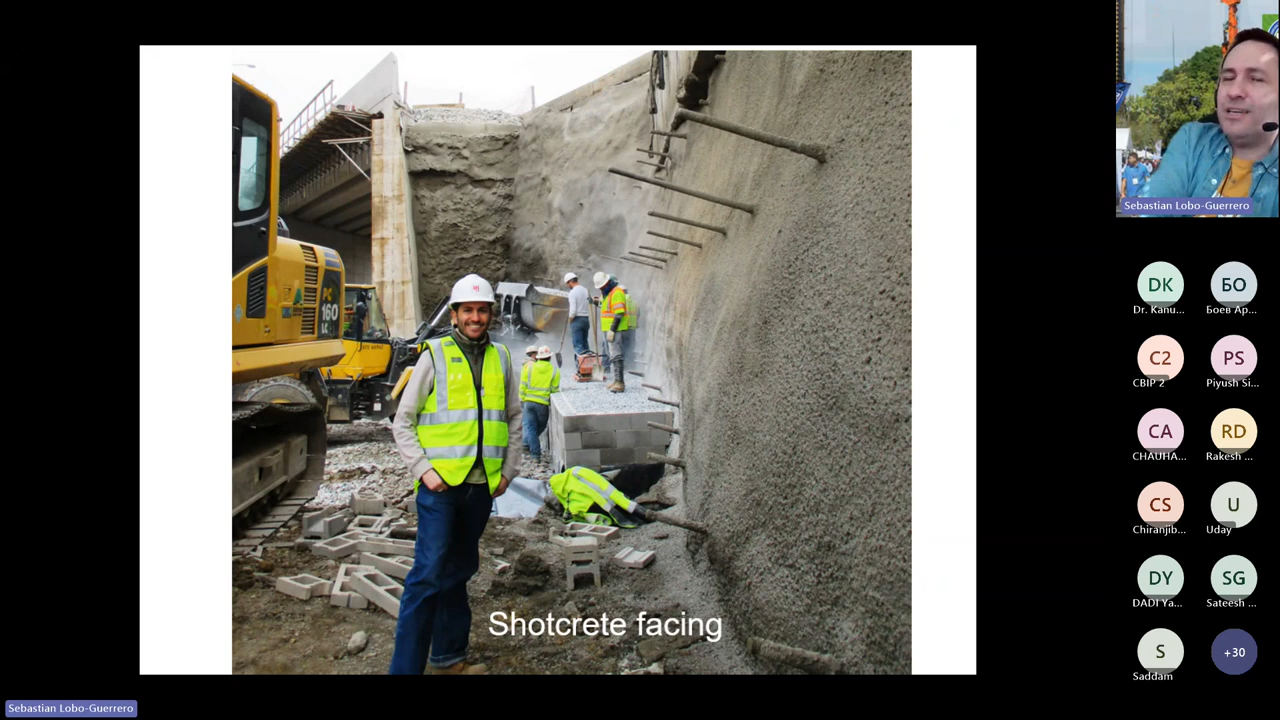 Sebastian Lobo-Guerrero
DK
Dr. Kanu...
БО
Боев Ар...
PC
160
LC
C2
CBIP 2
PS
Piyush Si...
CA
CHAUHA...
RD
Rakesh ...
CS
Chiranjib...
U
Uday
DY
DADI Ya...
SG
Sateesh ...
Shotcrete facing
S
Saddam
+30
Sebastian Lobo-Guerrero